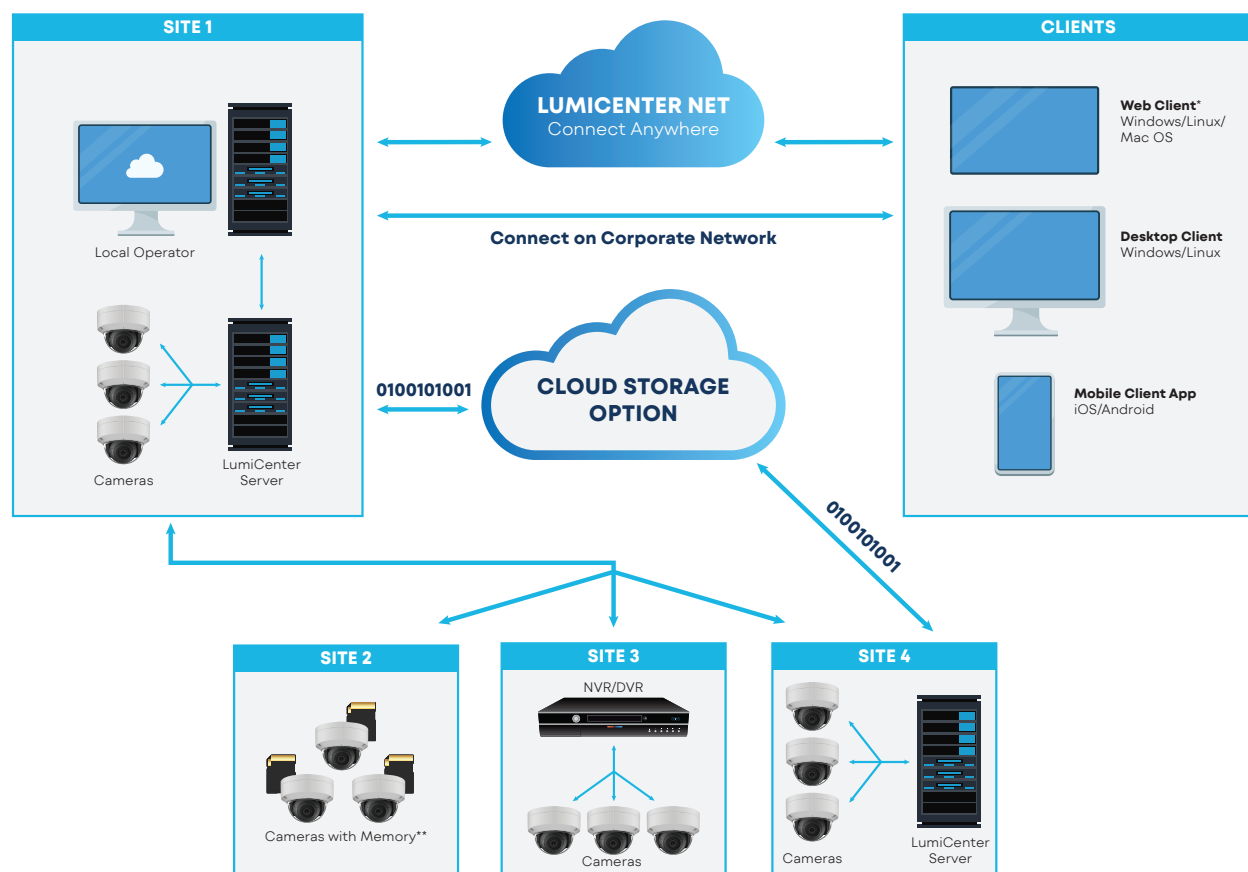 SITE 1
Local Operator
Cameras
LumiCenter
Server
LUMICENTER NET
Connect Anywhere
Connect on Corporate Network
0100101001
CLOUD STORAGE
OPTION
0100101001
CLIENTS
Web Client*
Windows/Linux/
Mac OS
Desktop Client
Windows/Linux
Mobile Client App
iOS/Android
SITE 2
Cameras with Memory**
SITE 3
NVR/DVR
Cameras
SITE 4
Cameras
LumiCenter
Server